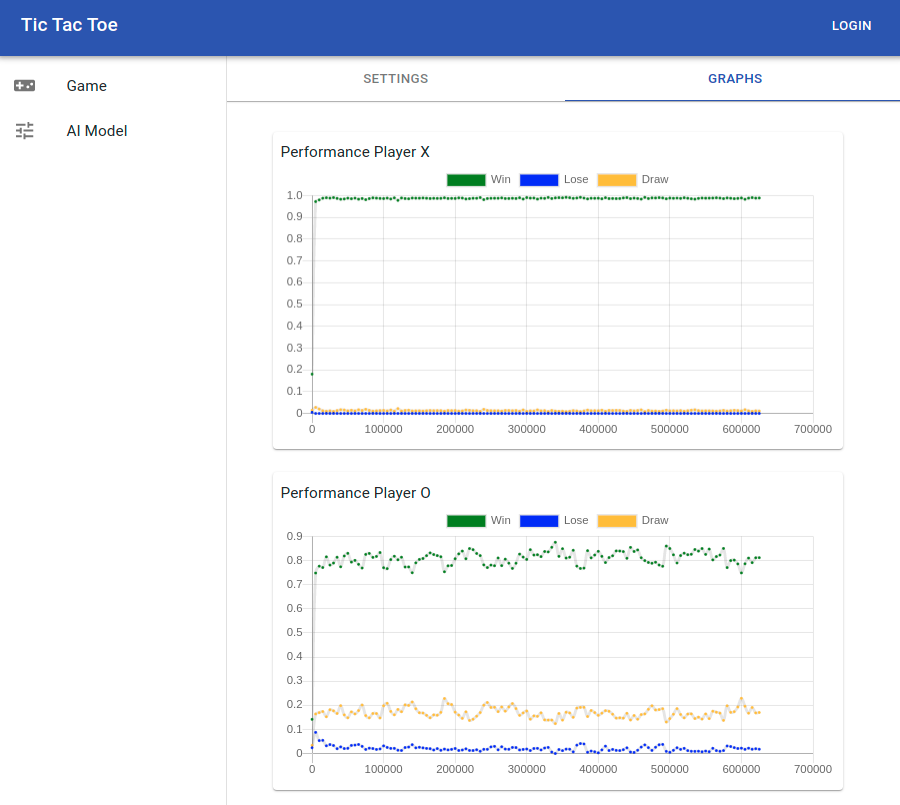 Tic Tac Toe
LOGIN
Game
AI Model
SETTINGS
GRAPHS
Performance Player X
Win Lose Draw
1.0
0.9
0.8
0.7
0.6
0.5
0.4
0.3
0.2
0.1
0
0 100000 200000 300000 400000 500000 600000 700000
Performance Player O
Win Lose Draw
0.9
0.8
0.7
0.6
0.5
0.4
0.3
0.2
0.1
0
0 100000 200000 300000 400000 500000 600000 700000